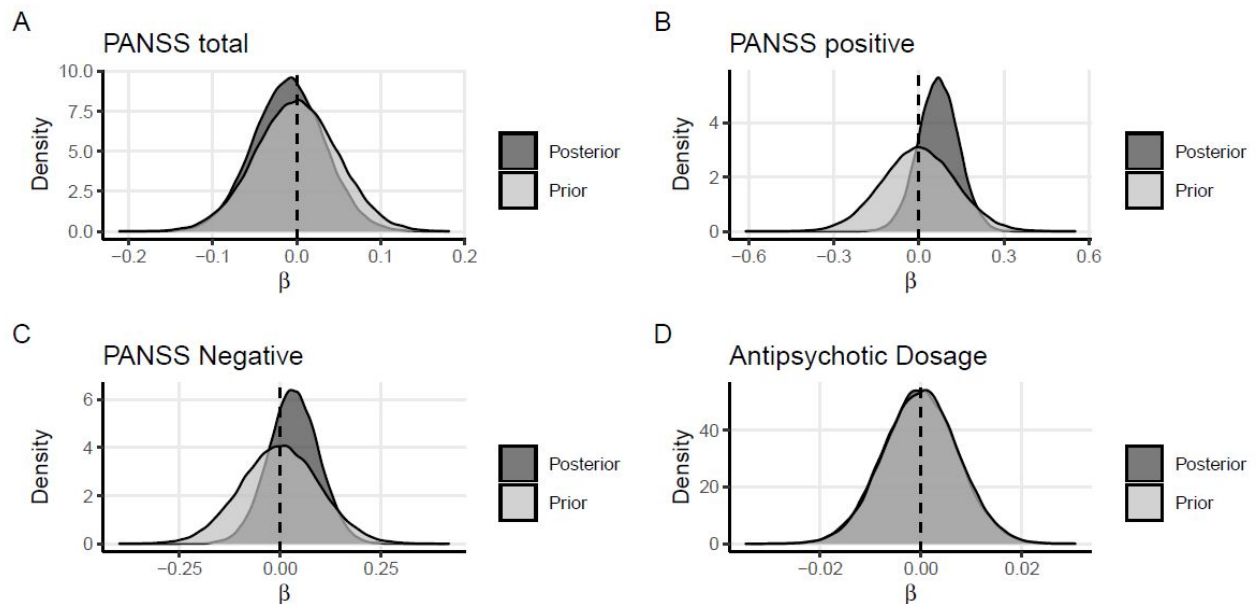 A
PANSS total
10.0
7.5
5.0
2.5
0.0
Density
−0.2 −0.1 0.0 0.1 0.2
β
Posterior
Prior
B
PANSS positive
4
2
0
Density
−0.6 −0.3 0.0 0.3 0.6
β
Posterior
Prior
C
PANSS Negative
6
4
2
0
Density
−0.25 0.00 0.25
β
Posterior
Prior
D
Antipsychotic Dosage
40
20
0
Density
−0.02 0.00 0.02
β
Posterior
Prior